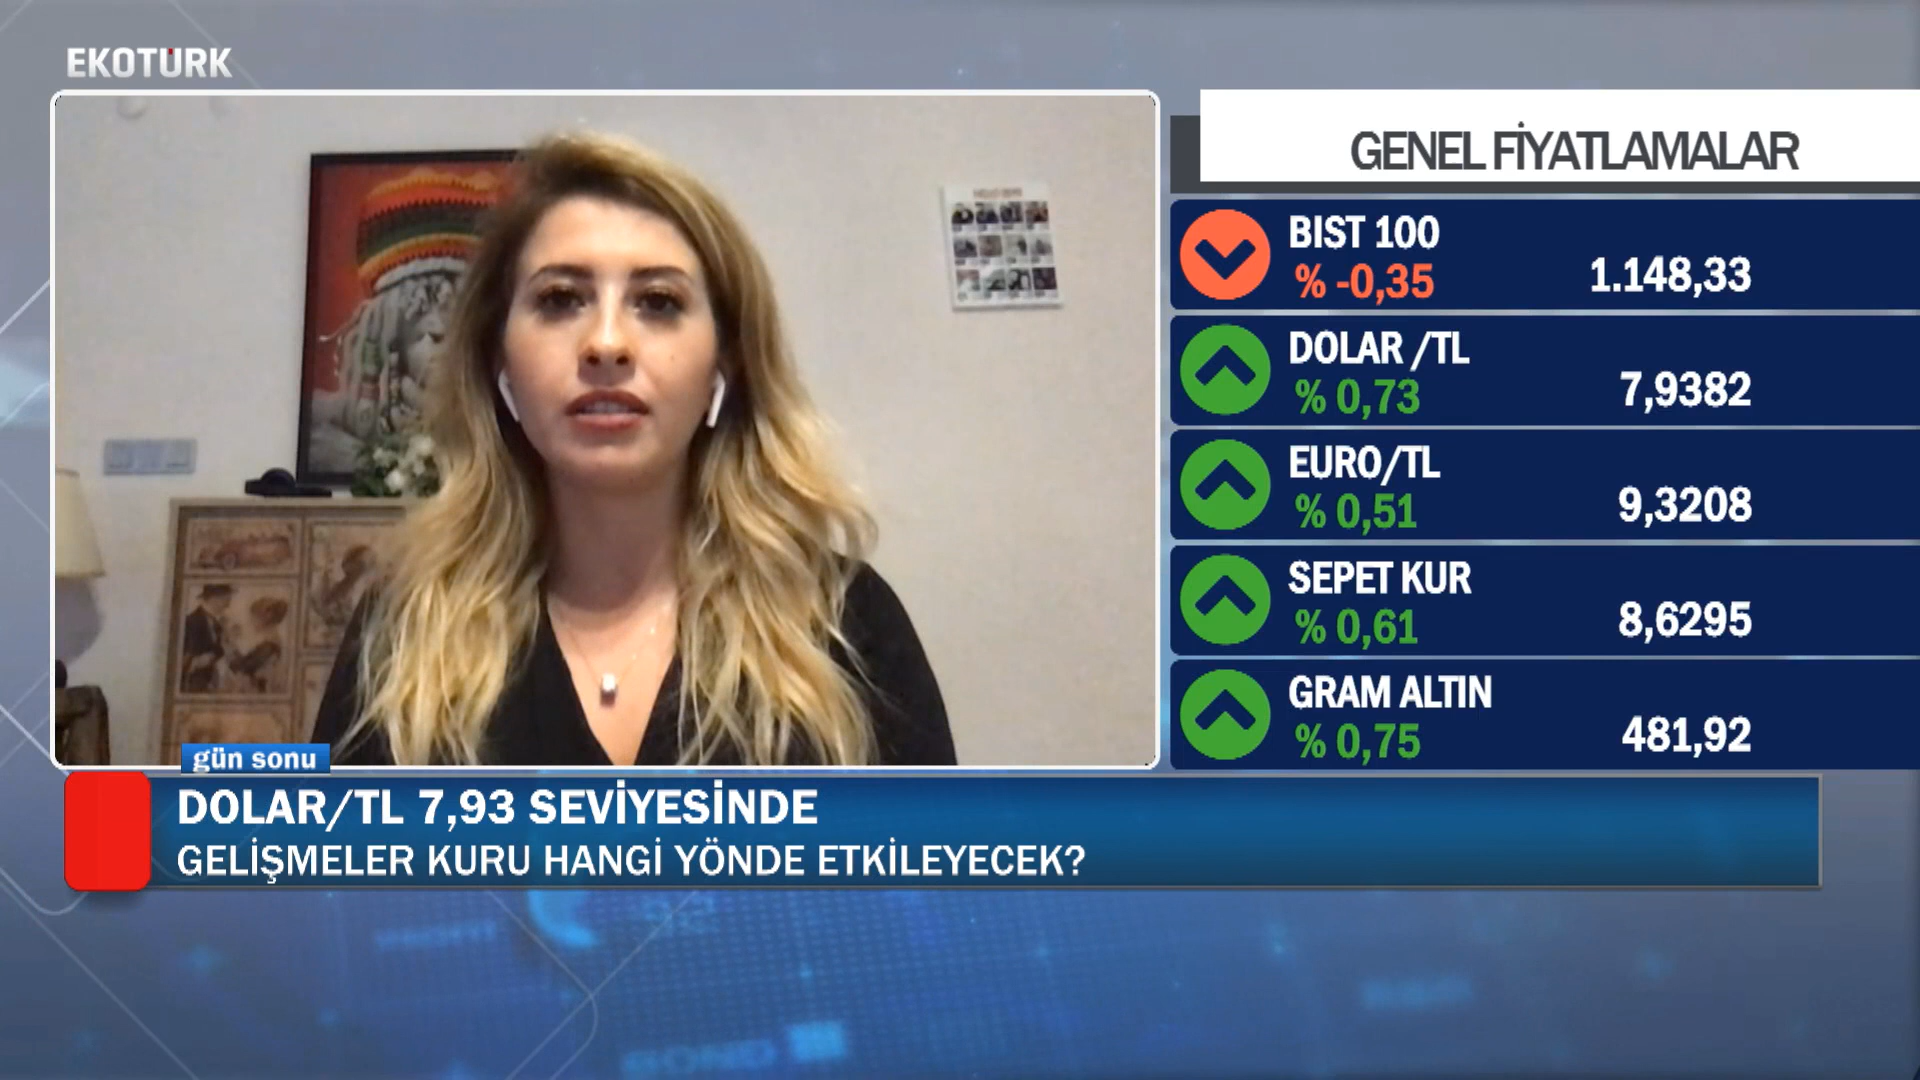 EKOTÜRK
GENEL FİYATLAMALAR
BIST 100
% -0,35
1.148,33
DOLAR /TL
% 0,73
7,9382
EURO/TL
% 0,51
9,3208
SEPET KUR
% 0,61
8,6295
GRAM ALTIN
% 0,75
481,92
gün sonu
DOLAR/TL 7,93 SEVİYESİNDE
GELİŞMELER KURU HANGİ YÖNDE ETKİLEYECEK?
BOND